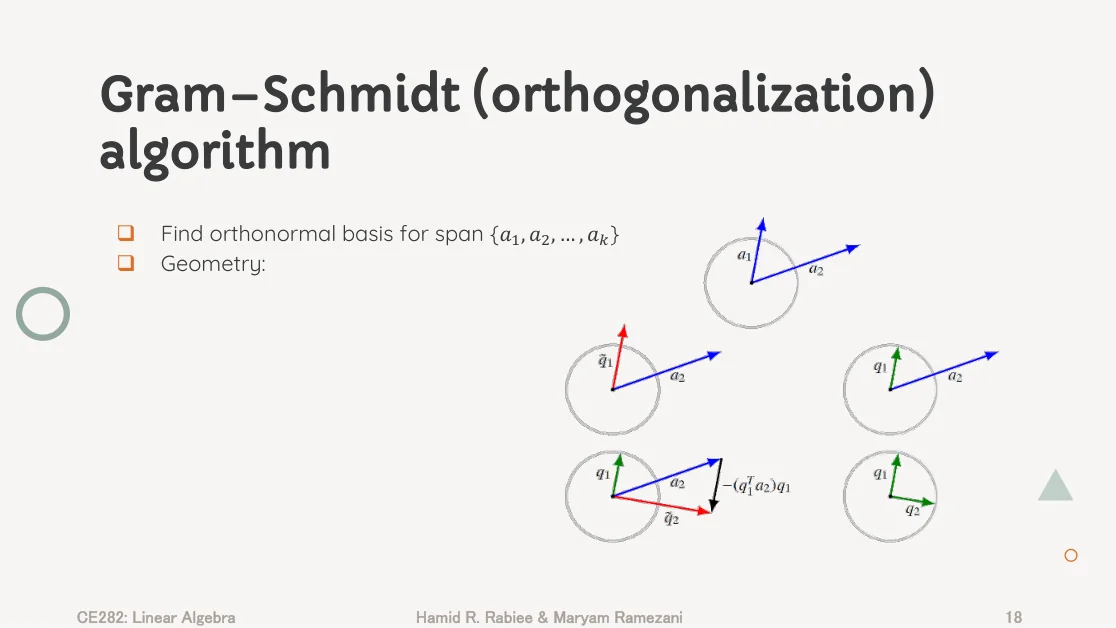 Gram–Schmidt (orthogonalization)
algorithm
❑ Find orthonormal basis for span {a₁, a₂, … , aₖ}
❑ Geometry:
a₁
a₂
q̃₁
a₂
q₁
a₂
q₁
a₂
−(q₁ᵀa₂)q₁
q̃₂
q₁
q₂
CE282: Linear Algebra
Hamid R. Rabiee & Maryam Ramezani
18